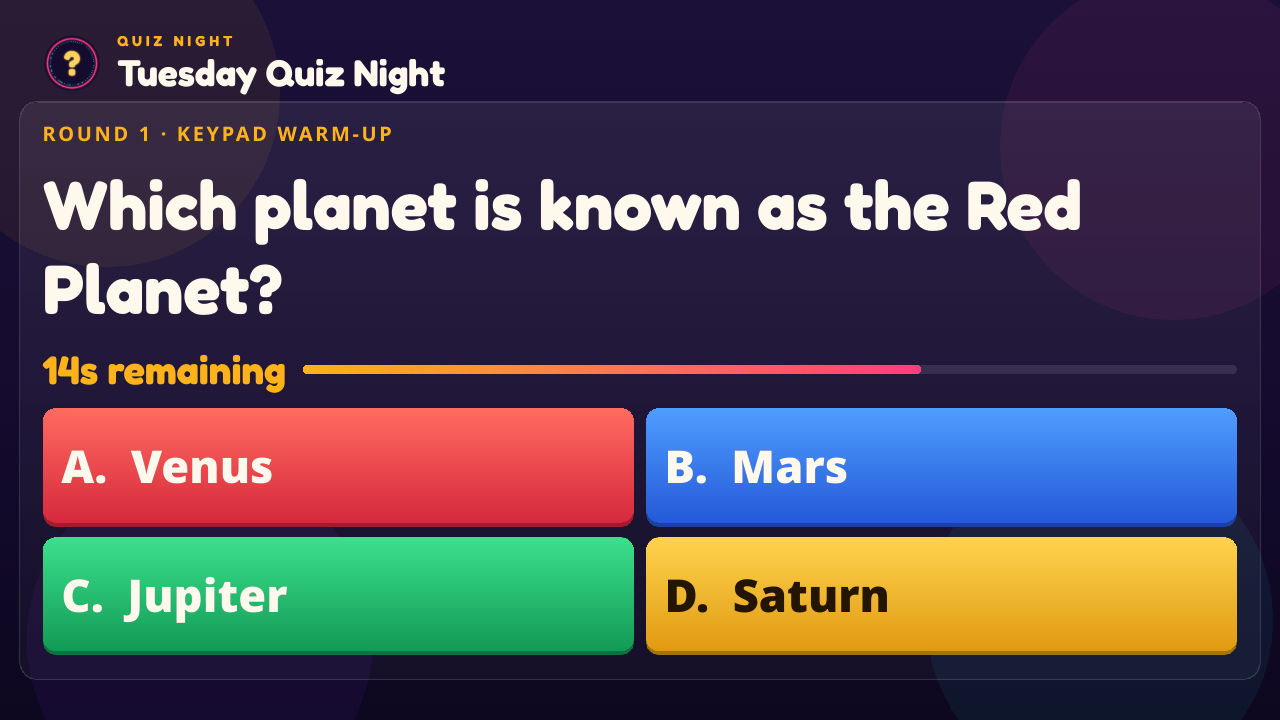 ?
QUIZ NIGHT
Tuesday Quiz Night
ROUND 1 · KEYPAD WARM-UP
Which planet is known as the Red
Planet?
14s remaining
A. Venus
B. Mars
C. Jupiter
D. Saturn